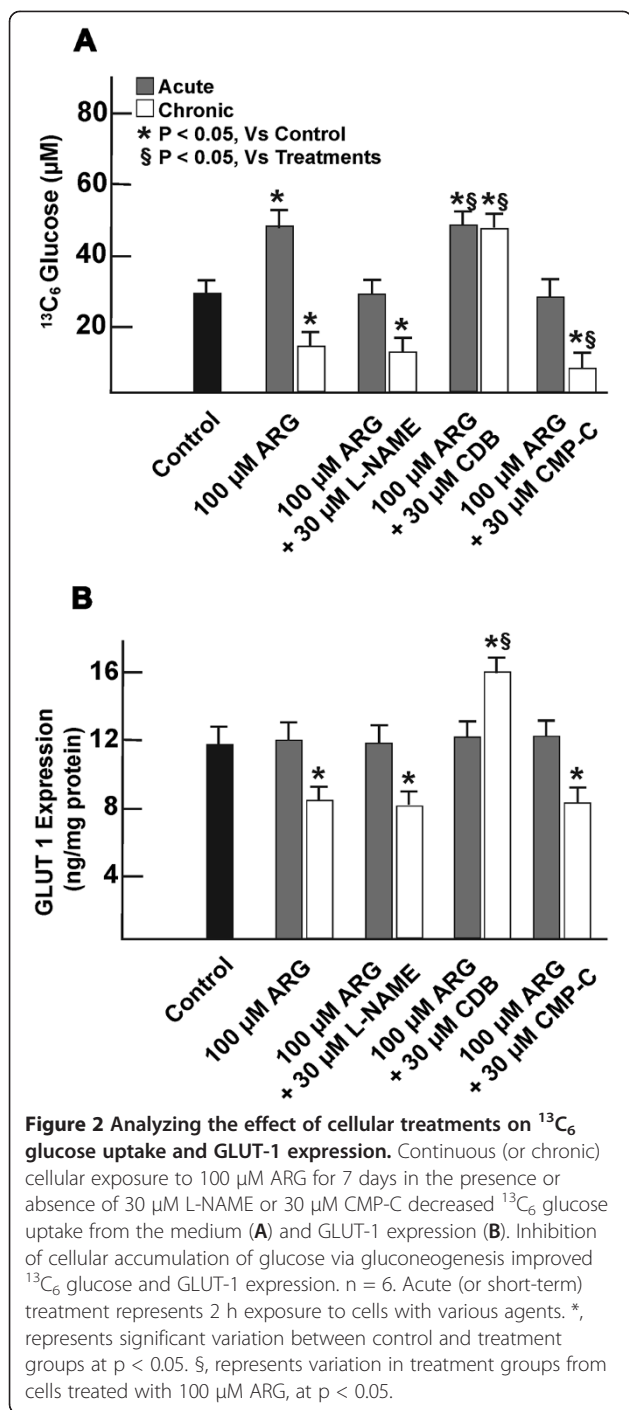 A
Acute
Chronic
* P < 0.05, Vs Control
§ P < 0.05, Vs Treatments
80
60
40
20
¹³C₆ Glucose (µM)
*
*
*
*§ *§
*§
Control
100 µM ARG
100 µM ARG
+ 30 µM L-NAME
100 µM ARG
+ 30 µM CDB
100 µM ARG
+ 30 µM CMP-C
B
16
12
8
4
GLUT 1 Expression
(ng/mg protein)
*
*
*§
*
Control
100 µM ARG
100 µM ARG
+ 30 µM L-NAME
100 µM ARG
+ 30 µM CDB
100 µM ARG
+ 30 µM CMP-C
Figure 2 Analyzing the effect of cellular treatments on ¹³C₆
glucose uptake and GLUT-1 expression. Continuous (or chronic)
cellular exposure to 100 µM ARG for 7 days in the presence or
absence of 30 µM L-NAME or 30 µM CMP-C decreased ¹³C₆ glucose
uptake from the medium (A) and GLUT-1 expression (B). Inhibition
of cellular accumulation of glucose via gluconeogenesis improved
¹³C₆ glucose and GLUT-1 expression. n = 6. Acute (or short-term)
treatment represents 2 h exposure to cells with various agents. *,
represents significant variation between control and treatment
groups at p < 0.05. §, represents variation in treatment groups from
cells treated with 100 µM ARG, at p < 0.05.